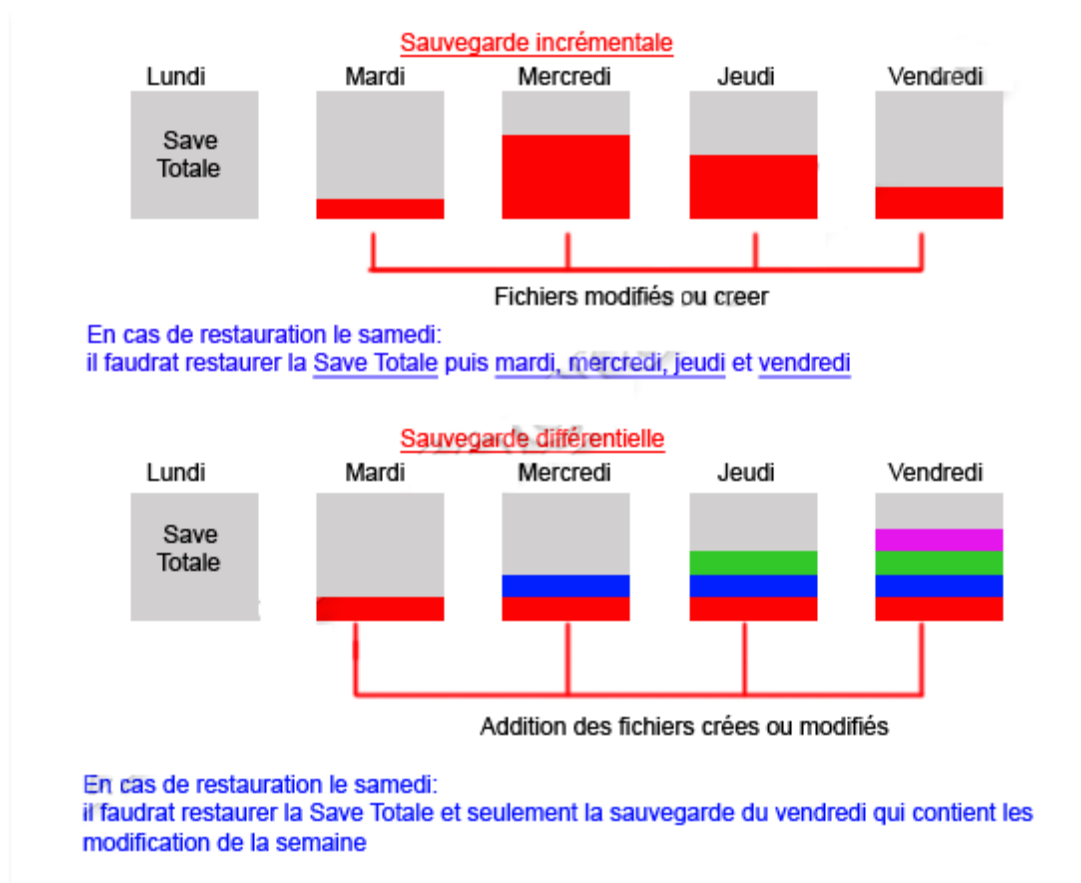 Sauvegarde incrémentale
Lundi Mardi Mercredi Jeudi Vendredi
Save
Totale
Fichiers modifiés ou creer
En cas de restauration le samedi:
il faudrat restaurer la Save Totale puis mardi, mercredi, jeudi et vendredi
Sauvegarde différentielle
Lundi Mardi Mercredi Jeudi Vendredi
Save
Totale
Addition des fichiers crées ou modifiés
En cas de restauration le samedi:
il faudrat restaurer la Save Totale et seulement la sauvegarde du vendredi qui contient les
modification de la semaine